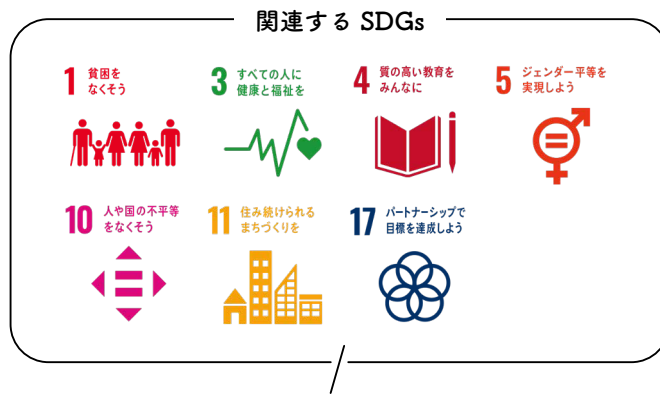 関連する SDGs
1 貧困を
なくそう
3 すべての人に
健康と福祉を
4 質の高い教育を
みんなに
5 ジェンダー平等を
実現しよう
10 人や国の不平等
をなくそう
11 住み続けられる
まちづくりを
17 パートナーシップで
目標を達成しよう